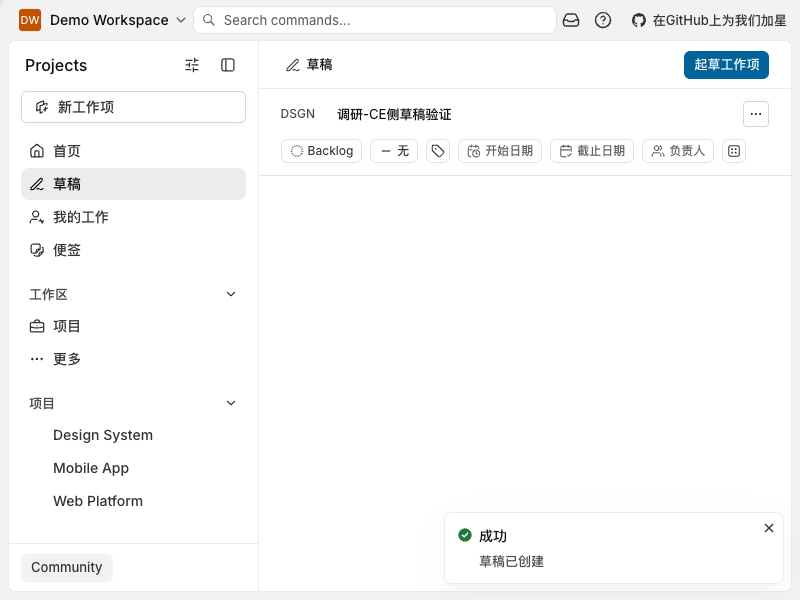 DW Demo Workspace
Search commands...
在GitHub上为我们加星
Projects
新工作项
首页
草稿
我的工作
便签
工作区
项目
更多
项目
Design System
Mobile App
Web Platform
Community
草稿
起草工作项
DSGN 调研-CE侧草稿验证
Backlog
无
开始日期
截止日期
负责人
成功
草稿已创建